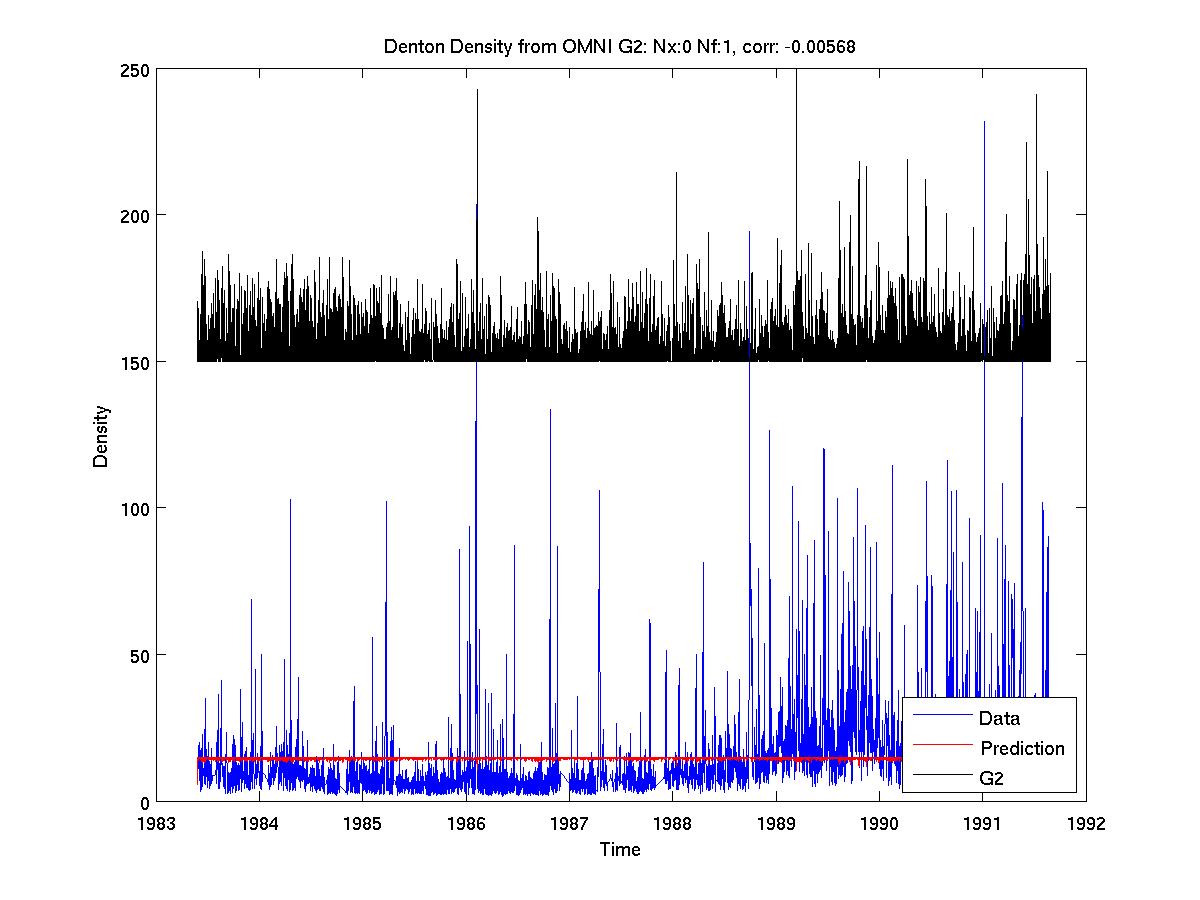 Denton Density from OMNI G2: Nx:0 Nf:1, corr: -0.00568
250
200
150
100
50
0
Density
1983 1984 1985 1986 1987 1988 1989 1990 1991 1992
Time
Data
Prediction
G2